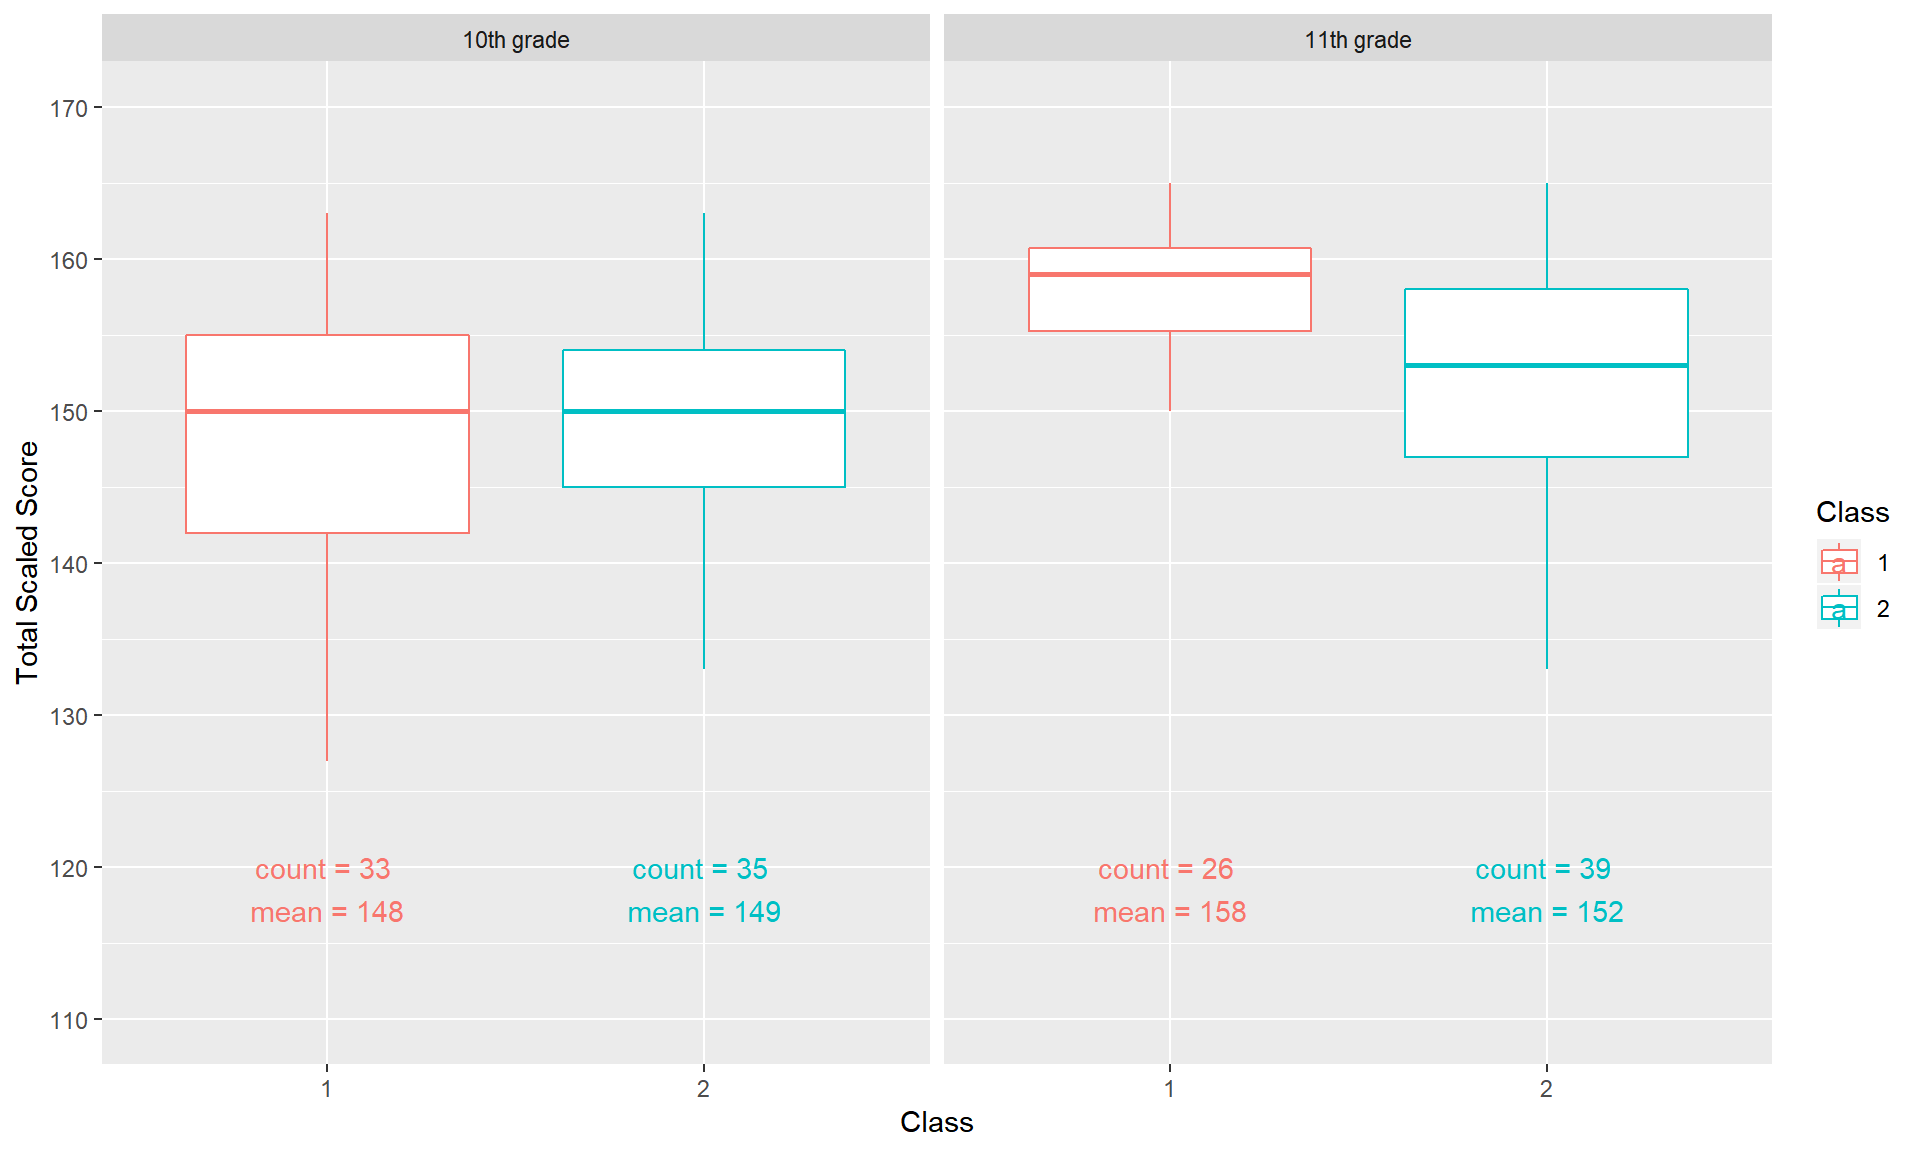 10th grade
11th grade
Total Scaled Score
170
160
150
140
130
120
110
count = 33
mean = 148
count = 35
mean = 149
count = 26
mean = 158
count = 39
mean = 152
1
2
1
2
Class
Class
a 1
a 2